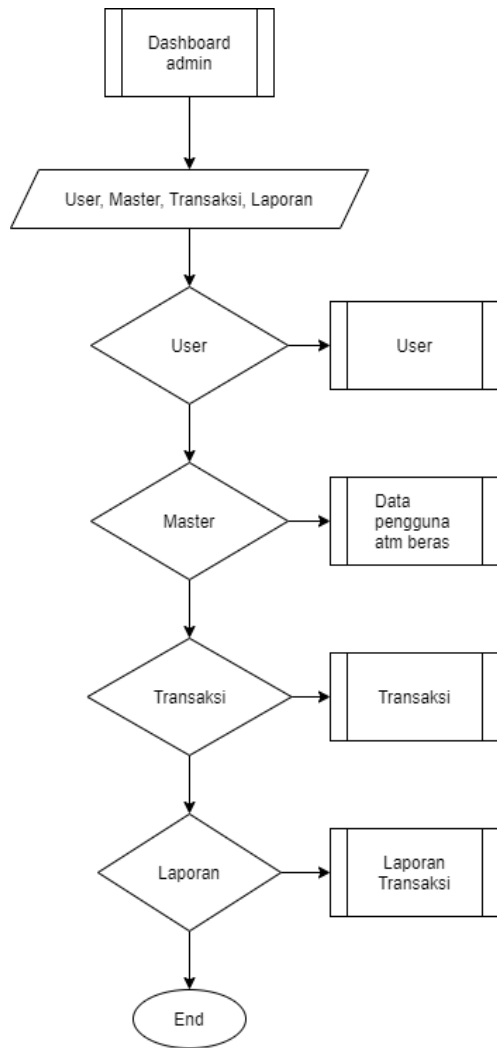 Dashboard
admin
User, Master, Transaksi, Laporan
User
User
Master
Data
pengguna
atm beras
Transaksi
Transaksi
Laporan
Laporan
Transaksi
End